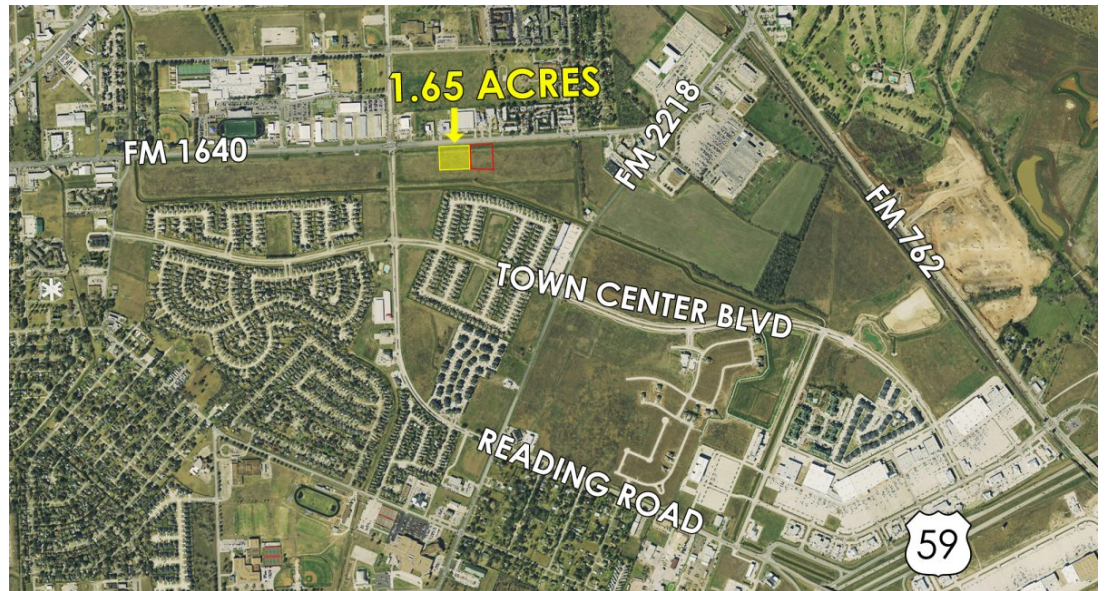 1.65 ACRES
FM 1640
FM 2218
FM 762
TOWN CENTER BLVD
READING ROAD
59